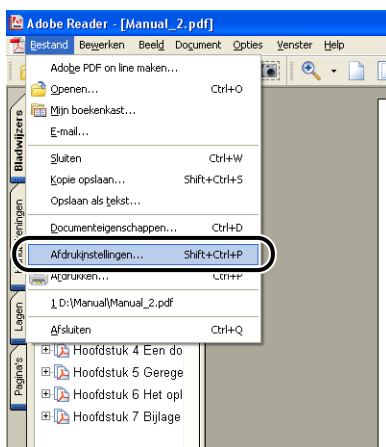 Adobe Reader - [Manual_2.pdf]
Bestand Bewerken Beeld Document Opties Venster Help
Adobe PDF on line maken...
Openen... Ctrl+O
Mijn boekenkast...
E-mail...
Sluiten Ctrl+W
Kopie opslaan... Shift+Ctrl+S
Opslaan als tekst...
Documenteigenschappen... Ctrl+D
Afdrukinstellingen... Shift+Ctrl+P
Afdrukken... Ctrl+P
1 D:\Manual\Manual_2.pdf
Afsluiten Ctrl+Q
Bladwijzers
Lagen
Pagina's
Hoofdstuk 4 Een do
Hoofdstuk 5 Gerege
Hoofdstuk 6 Het opl
Hoofdstuk 7 Bijlage